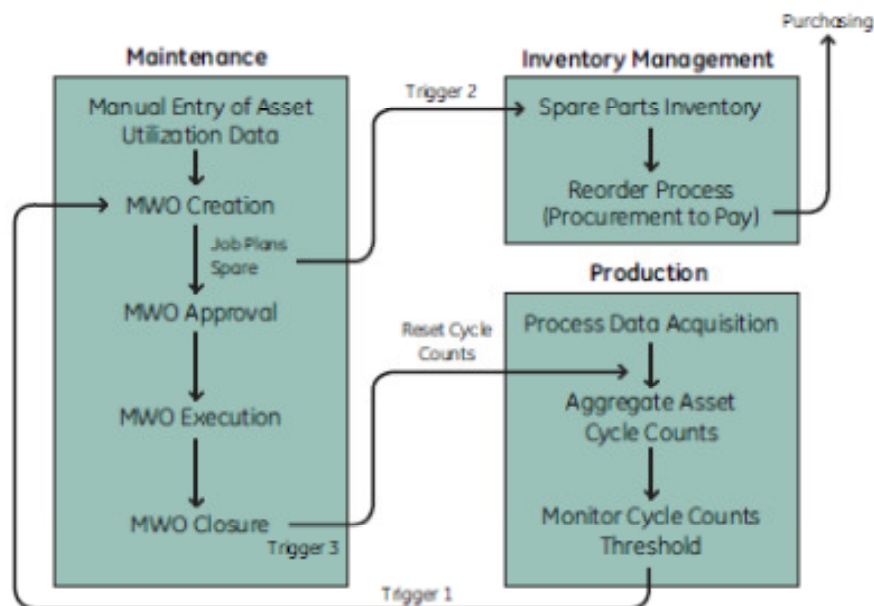 Purchasing
Maintenance
Manual Entry of Asset
Utilization Data
MWO Creation
Job Plans
Spare
MWO Approval
MWO Execution
MWO Closure
Trigger 3
Trigger 2
Inventory Management
Spare Parts Inventory
Reorder Process
(Procurement to Pay)
Reset Cycle
Counts
Production
Process Data Acquisition
Aggregate Asset
Cycle Counts
Monitor Cycle Counts
Threshold
Trigger 1